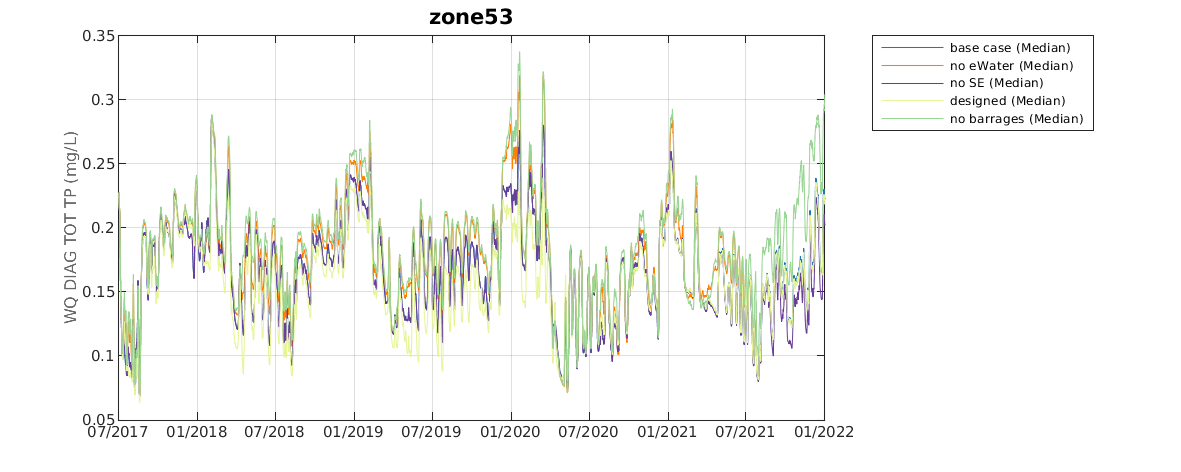 zone53
WQ DIAG TOT TP (mg/L)
0.35
0.3
0.25
0.2
0.15
0.1
0.05
07/2017 01/2018 07/2018 01/2019 07/2019 01/2020 07/2020 01/2021 07/2021 01/2022
base case (Median)
no eWater (Median)
no SE (Median)
designed (Median)
no barrages (Median)